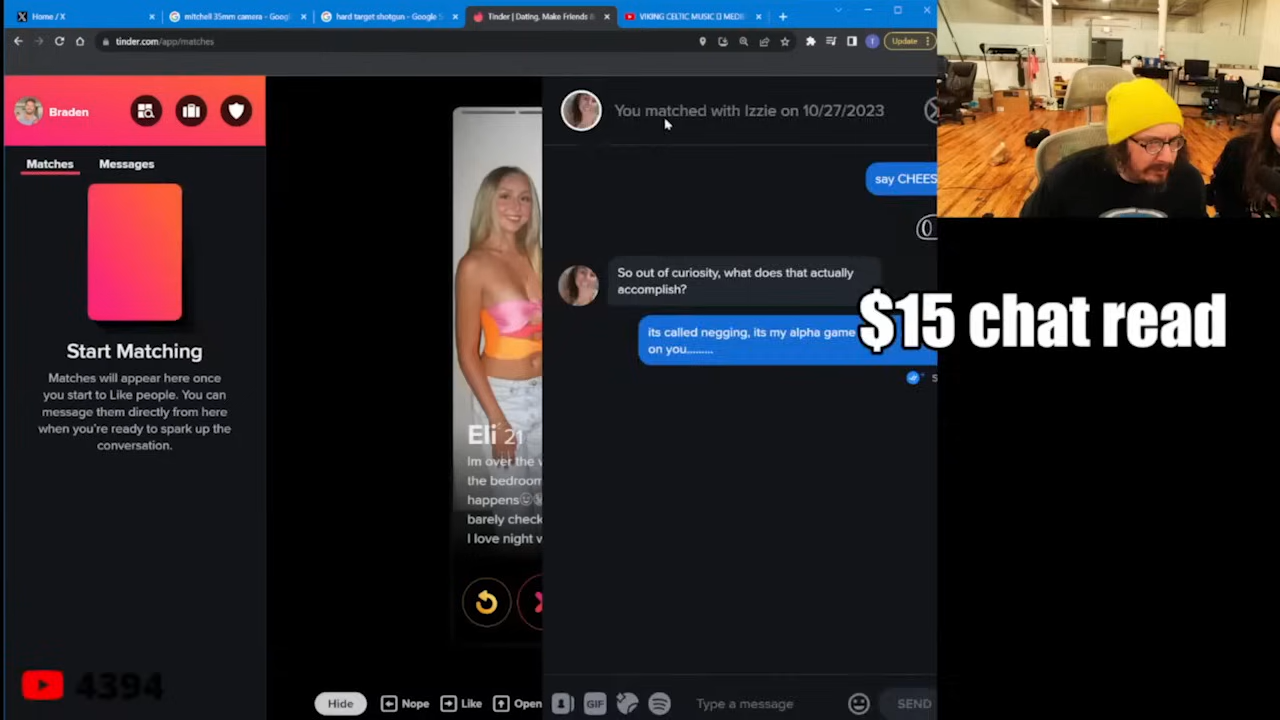 Home / X
mitchell 35mm camera - Goog
hard target shotgun - Google S
Tinder | Dating, Make Friends &
VIKING CELTIC MUSIC
tinder.com/app/matches
Update
Braden
Matches
Messages
Start Matching
Matches will appear here once
you start to Like people. You can
message them directly from here
when you're ready to spark up the
conversation.
4394
Eli 21
Im over the
the bedroom
happens
barely check
I love night
Hide
Nope
Like
Open
You matched with Izzie on 10/27/2023
say CHEES
So out of curiosity, what does that actually
accomplish?
its called negging, its my alpha game
on you.........
GIF
Type a message
SEND
$15 chat read